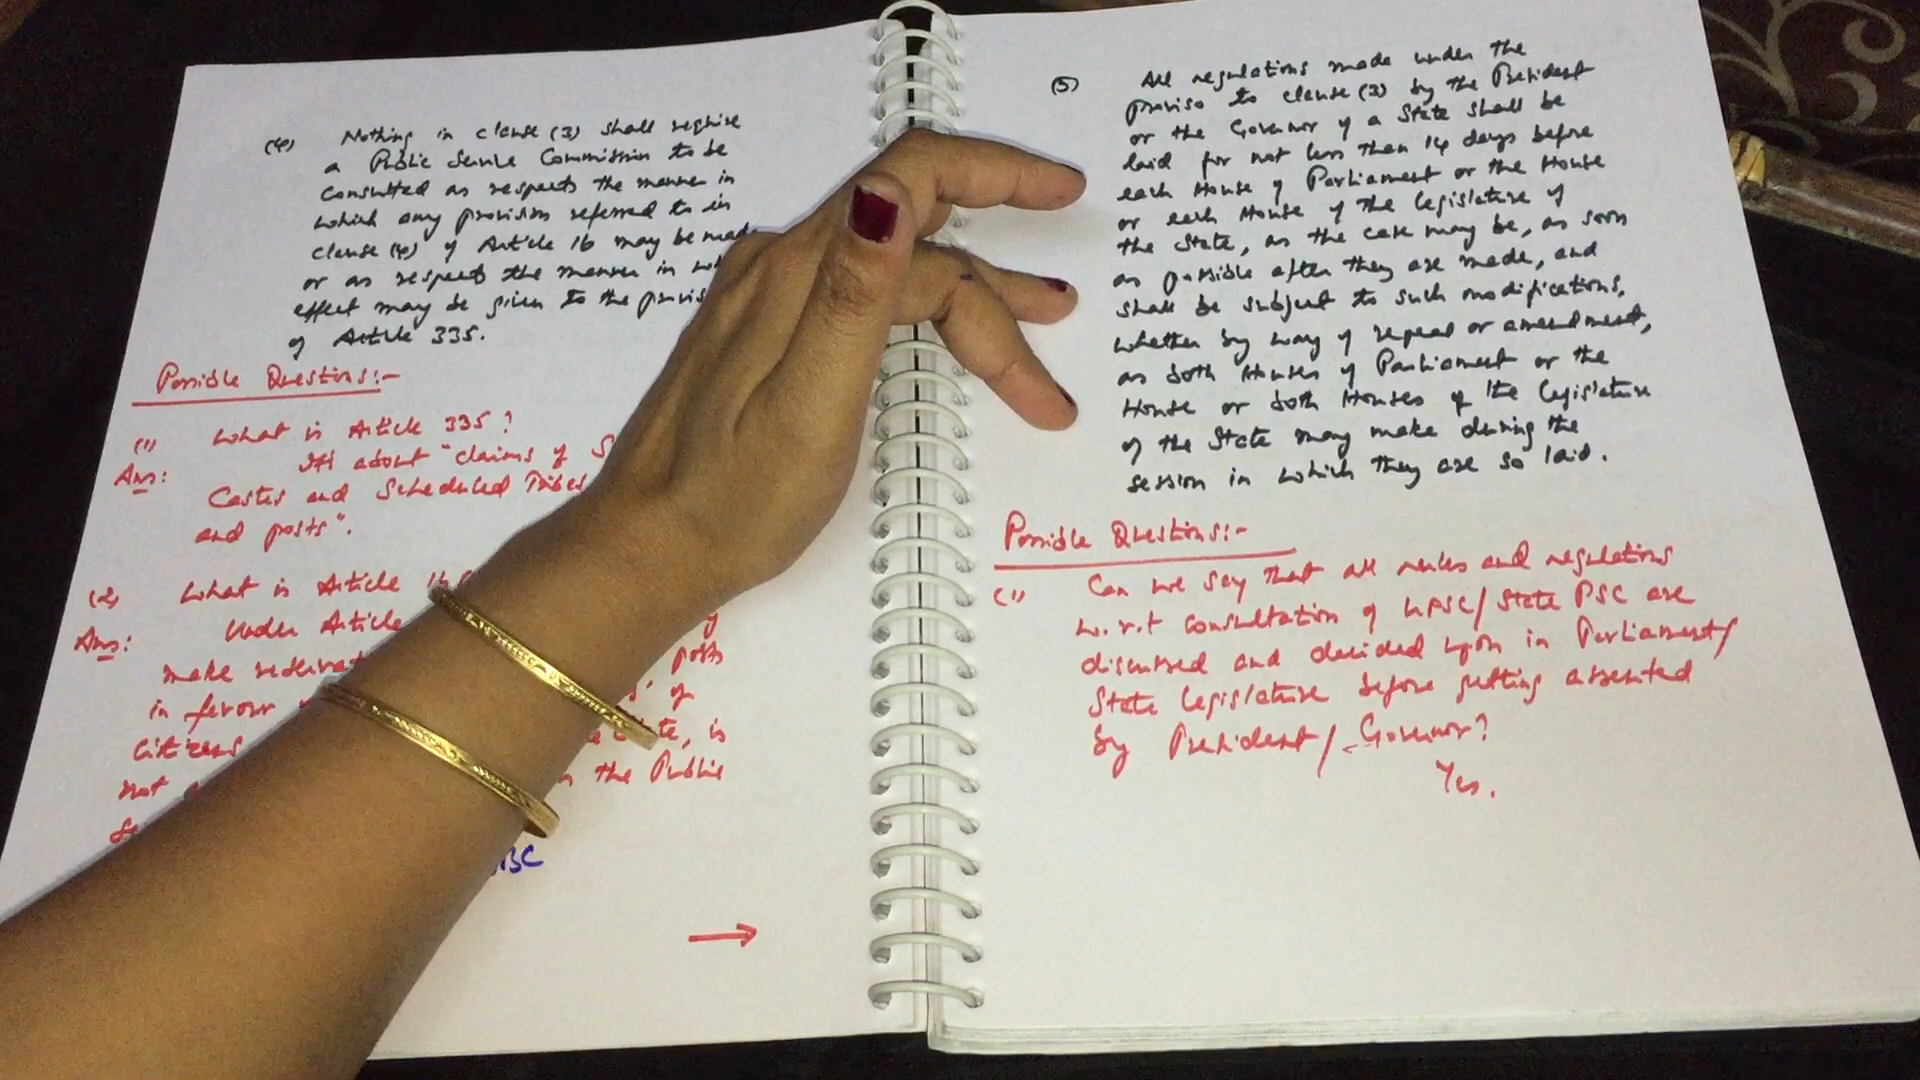 (4) Nothing in clause (3) shall require
a Public Service Commission to be
consulted as respects the manner in
which any provision referred to in
clause (4) of Article 16 may be made
or as respects the manner in
effect may be given to the
of Article 335.
Possible Questions:-
(1) What is Article 335?
Ans: It's about "claims of
Castes and Scheduled Tribes
and posts".
(2) What is Article 16
Ans: Under Article
make
in favour
citizens
posts
of
is
not
the Public
BC
→
(5) All regulations made under the
proviso to clause (3) by the President
or the Governor of a State shall be
laid for not less than 14 days before
each House of Parliament or the House
or each House of the legislature of
the State, as the case may be, as soon
as possible after they are made, and
shall be subject to such modifications,
whether by way of repeal or amendment,
as both Houses of Parliament or the
House or both Houses of the legislature
of the State may make during the
session in which they are so laid.
Possible Questions:-
(1) Can we say that all rules and regulations
w.r.t consultation of UPSC/State PSC are
discussed and decided upon in Parliament/
State Legislature before getting assented
by President/Governor?
Yes.